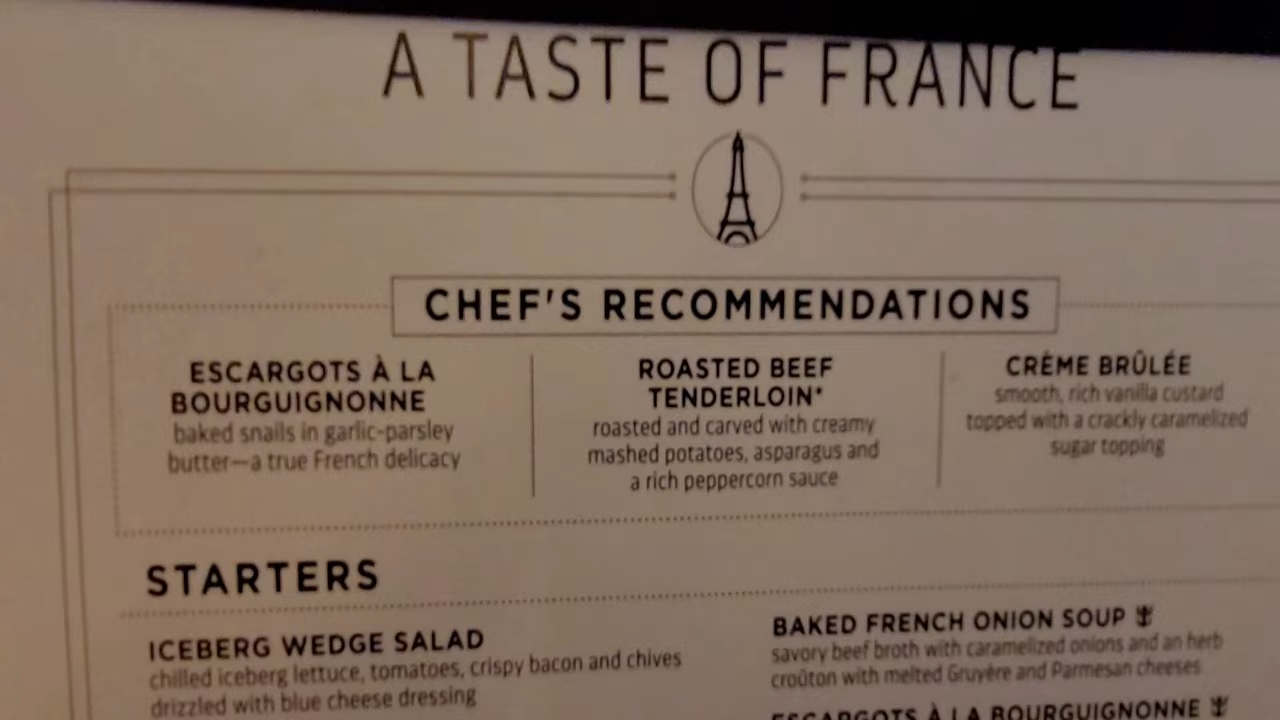 A TASTE OF FRANCE
CHEF'S RECOMMENDATIONS
ESCARGOTS À LA
BOURGUIGNONNE
baked snails in garlic-parsley
butter—a true French delicacy
ROASTED BEEF
TENDERLOIN*
roasted and carved with creamy
mashed potatoes, asparagus and
a rich peppercorn sauce
CRÈME BRÛLÉE
smooth, rich vanilla custard
topped with a crackly caramelized
sugar topping
STARTERS
ICEBERG WEDGE SALAD
chilled iceberg lettuce, tomatoes, crispy bacon and chives
drizzled with blue cheese dressing
BAKED FRENCH ONION SOUP
savory beef broth with caramelized onions and an herb
croûton with melted Gruyère and Parmesan cheeses
ESCARGOTS À LA BOURGUIGNONNE